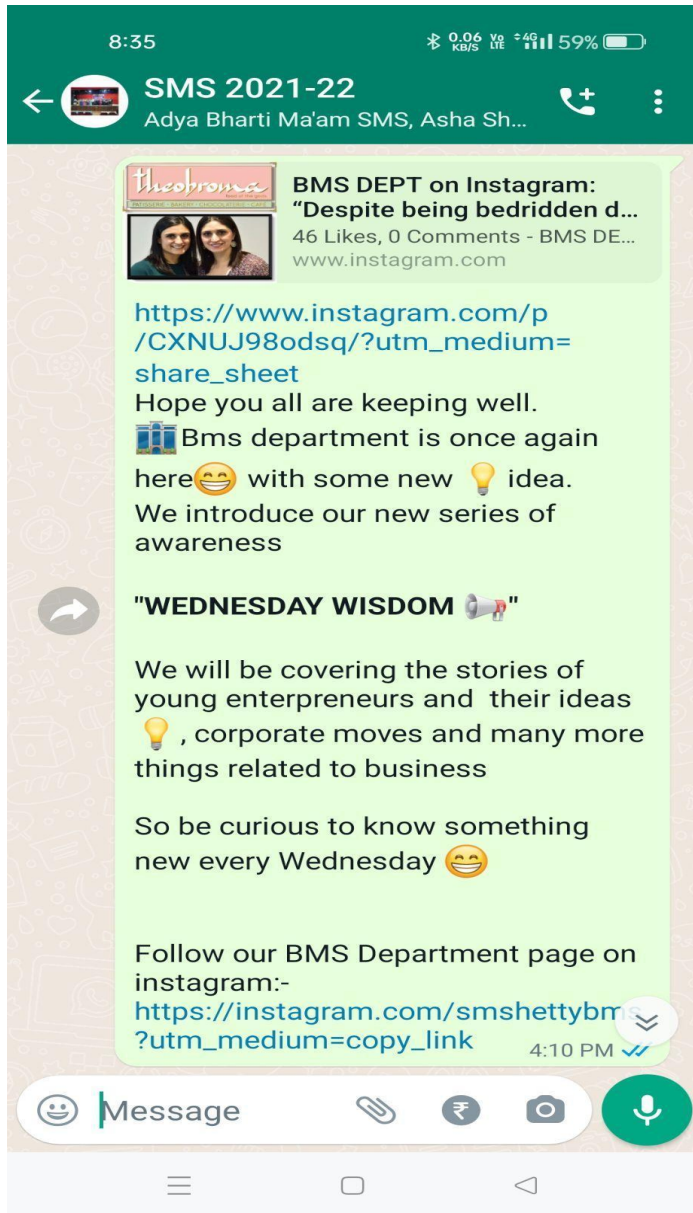 8:35
0.06 KB/S Vo LTE 4G 59%
SMS 2021-22
Adya Bharti Ma'am SMS, Asha Sh...
theobroma
BMS DEPT on Instagram:
“Despite being bedridden d...
46 Likes, 0 Comments - BMS DE...
www.instagram.com
https://www.instagram.com/p
/CXNUJ98odsq/?utm_medium=
share_sheet
Hope you all are keeping well.
🏬Bms department is once again
here😁 with some new 💡 idea.
We introduce our new series of
awareness
"WEDNESDAY WISDOM 📢"
We will be covering the stories of
young enterpreneurs and their ideas
💡 , corporate moves and many more
things related to business
So be curious to know something
new every Wednesday 😁
Follow our BMS Department page on
instagram:-
https://instagram.com/smshettybms
?utm_medium=copy_link
4:10 PM
Message